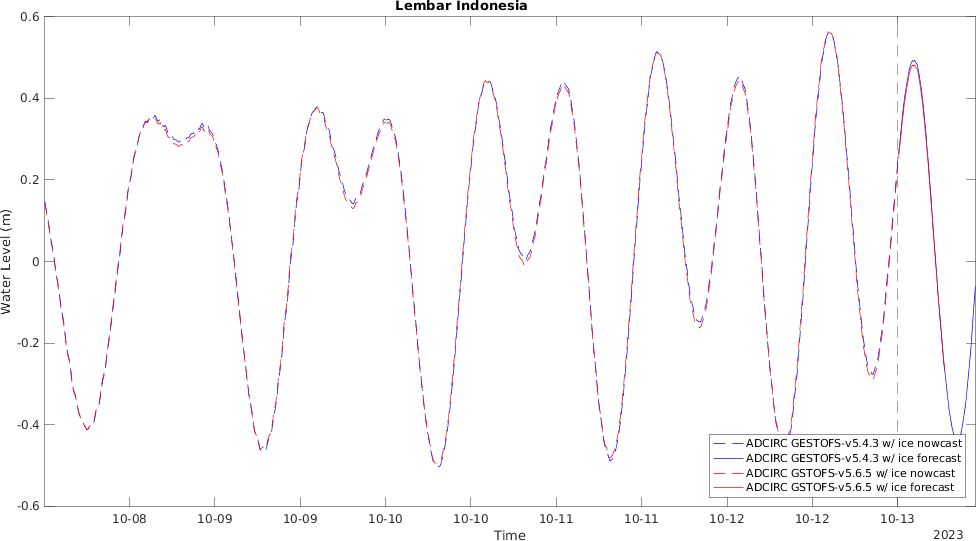 Lembar Indonesia
0.6
0.4
0.2
0
-0.2
-0.4
-0.6
Water Level (m)
ADCIRC GESTOFS-v5.4.3 w/ ice nowcast
ADCIRC GESTOFS-v5.4.3 w/ ice forecast
ADCIRC GSTOFS-v5.6.5 w/ ice nowcast
ADCIRC GSTOFS-v5.6.5 w/ ice forecast
10-08 10-09 10-09 10-10 10-10 10-11 10-11 10-12 10-12 10-13
Time
2023